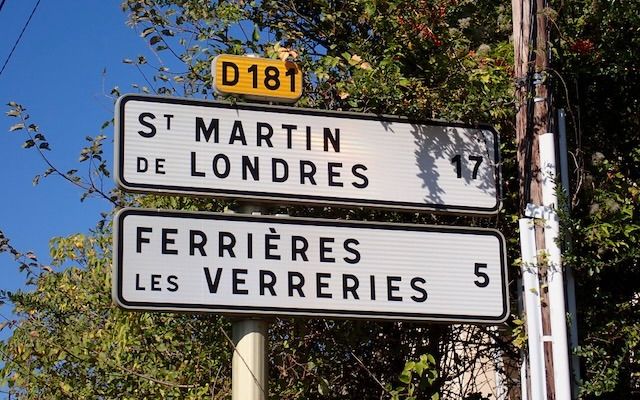 D181
ST MARTIN
DE LONDRES 17
FERRIÈRES
LES VERRERIES 5